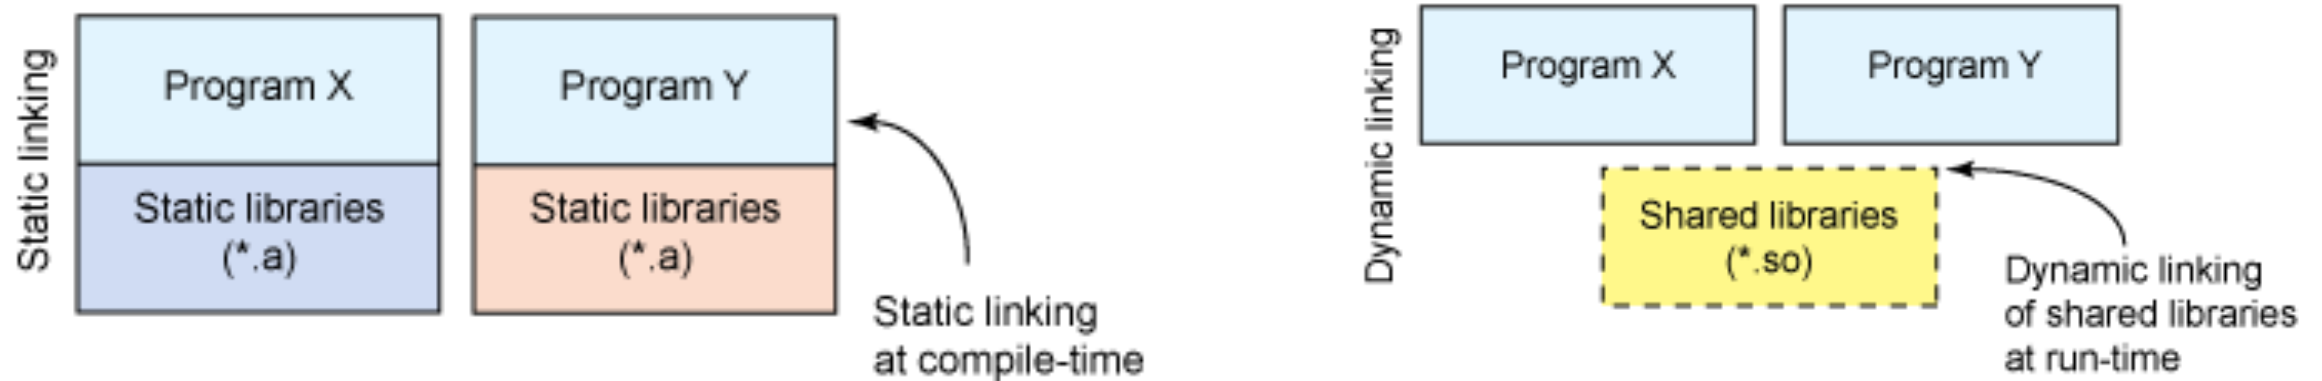 Static linking
Program X
Static libraries
(*.a)
Program Y
Static libraries
(*.a)
Static linking
at compile-time
Dynamic linking
Program X
Program Y
Shared libraries
(*.so)
Dynamic linking
of shared libraries
at run-time